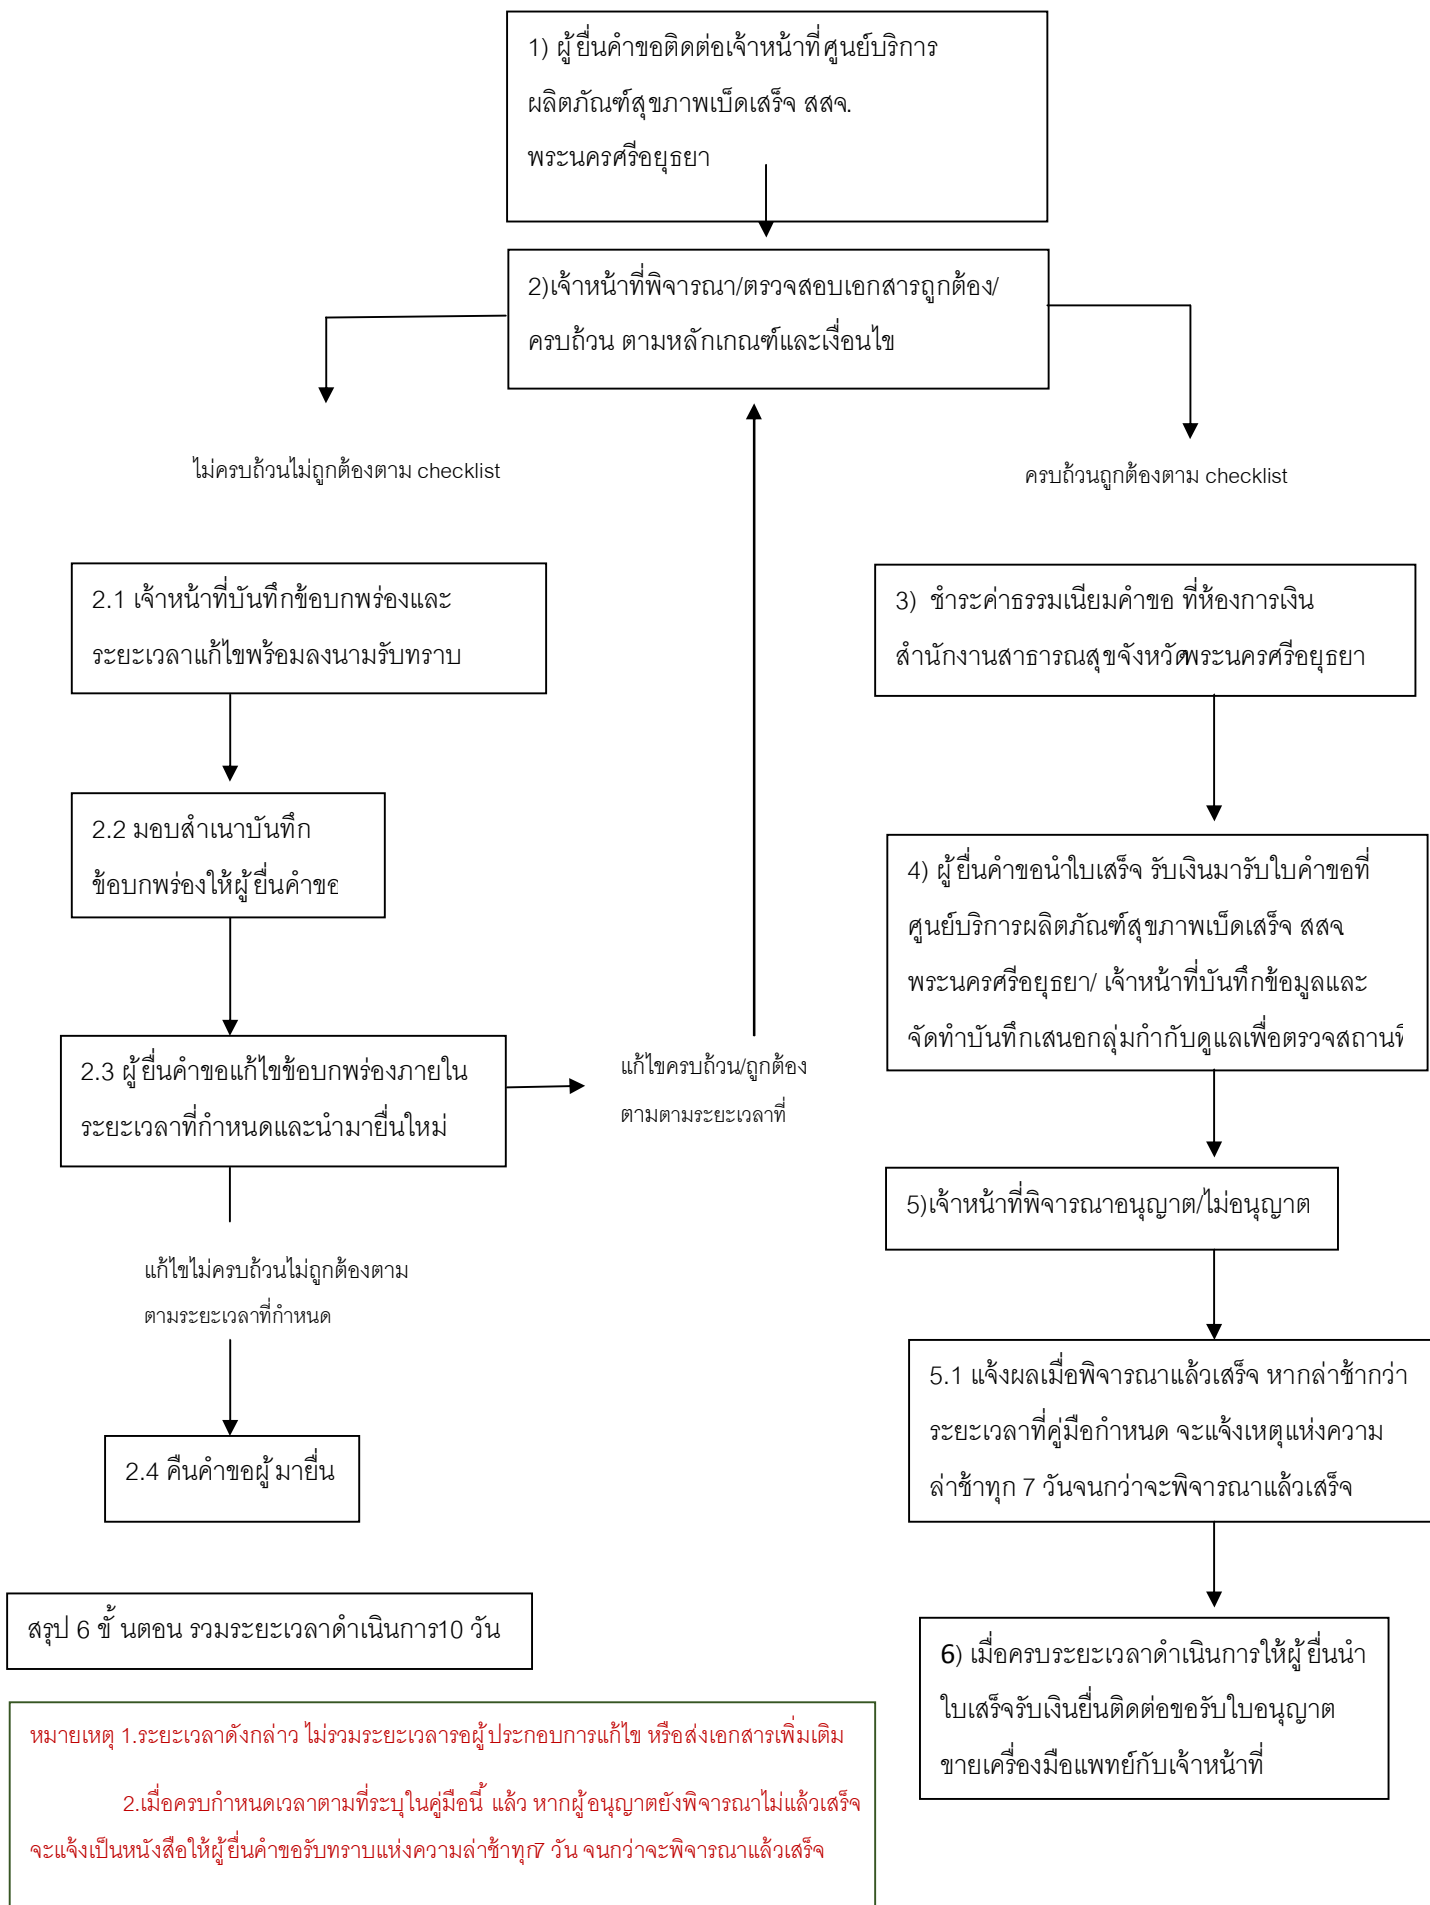 1) ผู้ยื่นคำขอติดต่อเจ้าหน้าที่ศูนย์บริการ
ผลิตภัณฑ์สุขภาพเบ็ดเสร็จ สสจ.
พระนครศรีอยุธยา
2)เจ้าหน้าที่พิจารณา/ตรวจสอบเอกสารถูกต้อง/
ครบถ้วน ตามหลักเกณฑ์และเงื่อนไข
ไม่ครบถ้วนไม่ถูกต้องตาม checklist
ครบถ้วนถูกต้องตาม checklist
2.1 เจ้าหน้าที่บันทึกข้อบกพร่องและ
ระยะเวลาแก้ไขพร้อมลงนามรับทราบ
3) ชำระค่าธรรมเนียมคำขอ ที่ห้องการเงิน
สำนักงานสาธารณสุขจังหวัดพระนครศรีอยุธยา
2.2 มอบสำเนาบันทึก
ข้อบกพร่องให้ผู้ยื่นคำขอ
4) ผู้ยื่นคำขอนำใบเสร็จ รับเงินมารับใบคำขอที่
ศูนย์บริการผลิตภัณฑ์สุขภาพเบ็ดเสร็จ สสจ
พระนครศรีอยุธยา/ เจ้าหน้าที่บันทึกข้อมูลและ
จัดทำบันทึกเสนอกลุ่มกำกับดูแลเพื่อตรวจสถานที่
2.3 ผู้ยื่นคำขอแก้ไขข้อบกพร่องภายใน
ระยะเวลาที่กำหนดและนำมายื่นใหม่
แก้ไขครบถ้วน/ถูกต้อง
ตามตามระยะเวลาที่
5)เจ้าหน้าที่พิจารณาอนุญาต/ไม่อนุญาต
แก้ไขไม่ครบถ้วนไม่ถูกต้องตาม
ตามระยะเวลาที่กำหนด
5.1 แจ้งผลเมื่อพิจารณาแล้วเสร็จ หากล่าช้ากว่า
ระยะเวลาที่คู่มือกำหนด จะแจ้งเหตุแห่งความ
ล่าช้าทุก 7 วันจนกว่าจะพิจารณาแล้วเสร็จ
2.4 คืนคำขอผู้มายื่น
สรุป 6 ขั้นตอน รวมระยะเวลาดำเนินการ10 วัน
6) เมื่อครบระยะเวลาดำเนินการให้ผู้ยื่นนำ
ใบเสร็จรับเงินยื่นติดต่อขอรับใบอนุญาต
ขายเครื่องมือแพทย์กับเจ้าหน้าที่
หมายเหตุ 1.ระยะเวลาดังกล่าว ไม่รวมระยะเวลารอผู้ประกอบการแก้ไข หรือส่งเอกสารเพิ่มเติม
2.เมื่อครบกำหนดเวลาตามที่ระบุในคู่มือนี้ แล้ว หากผู้อนุญาตยังพิจารณาไม่แล้วเสร็จ
จะแจ้งเป็นหนังสือให้ผู้ยื่นคำขอรับทราบแห่งความล่าช้าทุก7 วัน จนกว่าจะพิจารณาแล้วเสร็จ